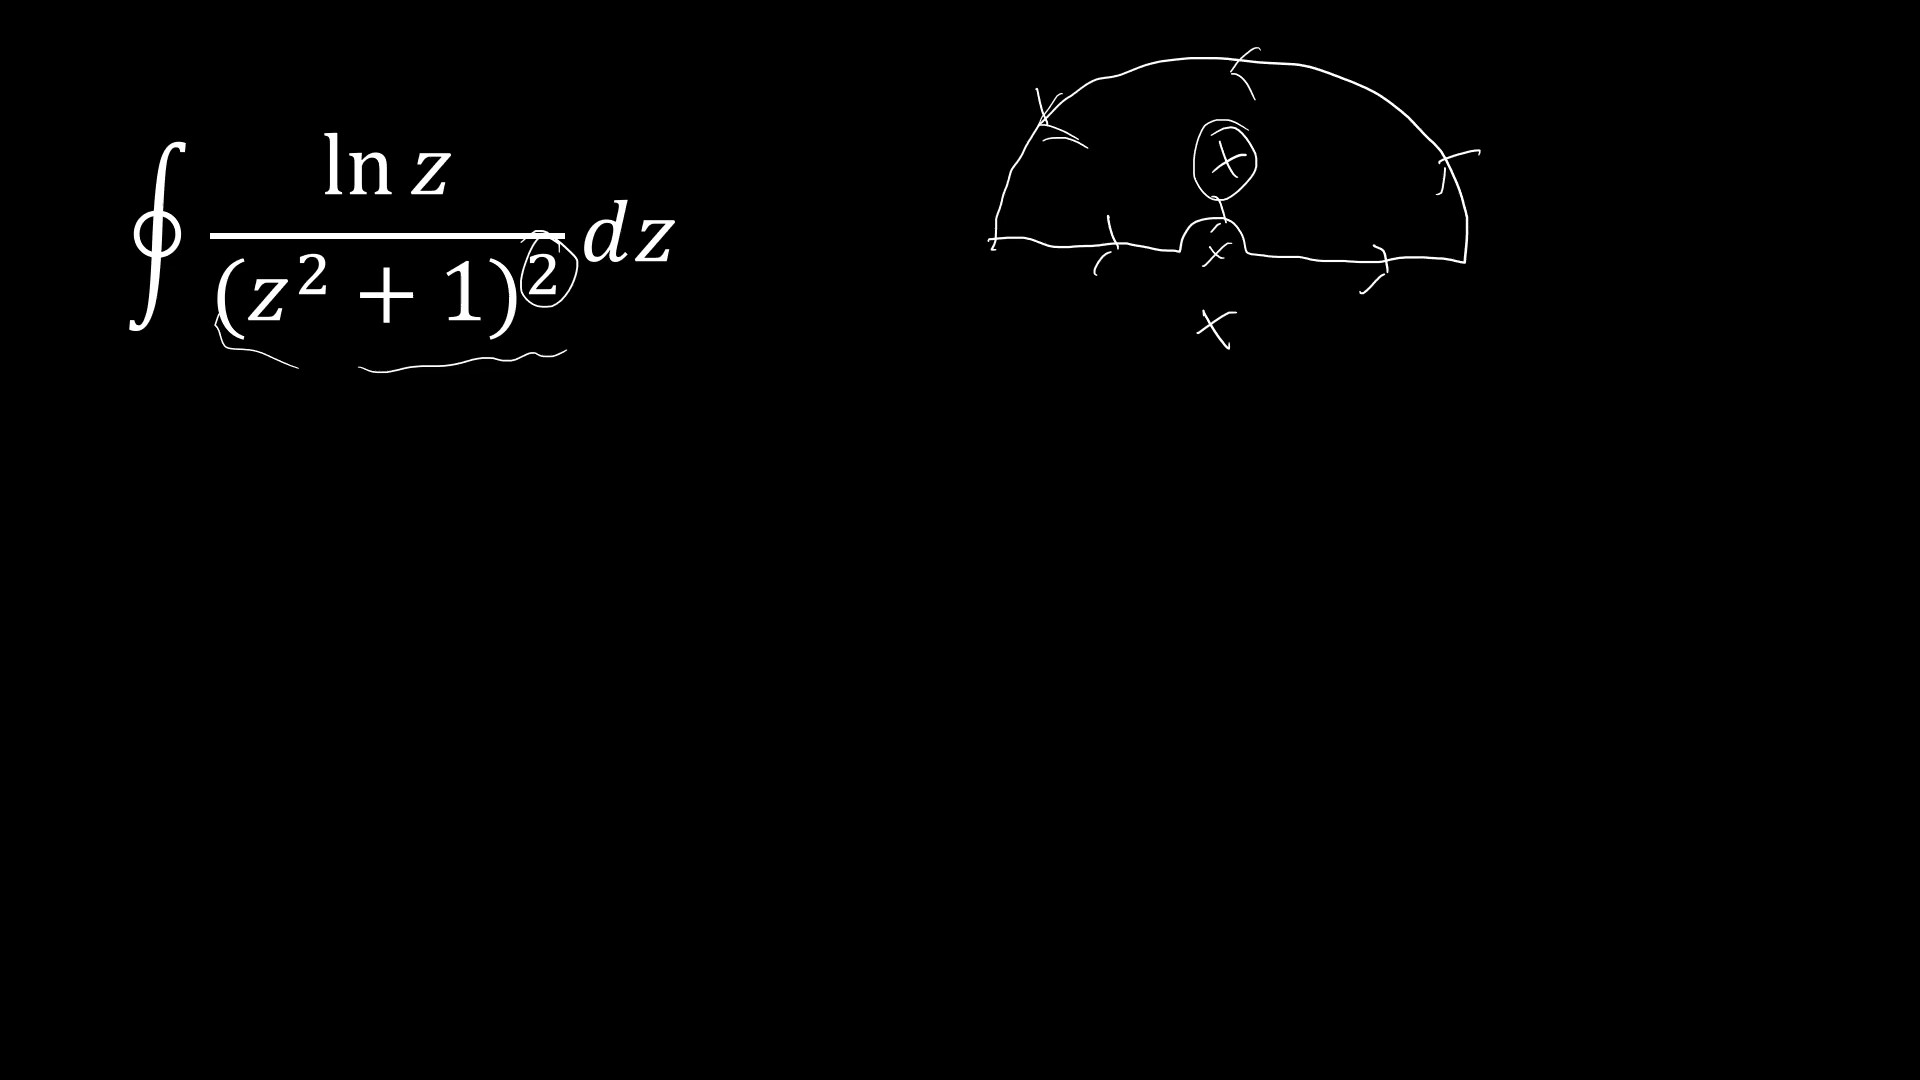 ∮ ln z / (z² + 1)² dz
x
x
x